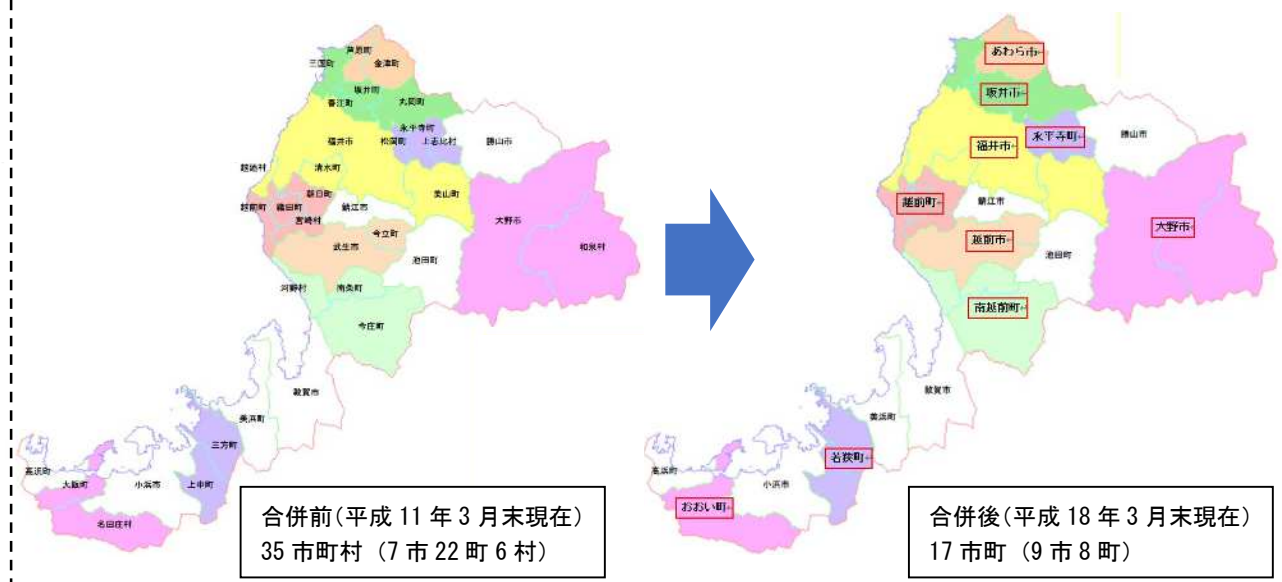 芦原町
三国町
金津町
坂井町
春江町
丸岡町
永平寺町
福井市
松岡町
上志比村
勝山市
越廼村
清水町
美山町
朝日町
越前町
織田町
宮崎村
鯖江市
大野市
今立町
武生市
和泉村
池田町
河野村
南条町
今庄町
敦賀市
美浜町
三方町
高浜町
大飯町
小浜市
上中町
名田庄村
合併前(平成 11 年 3 月末現在)
35 市町村 (7 市 22 町 6 村)
あわら市
坂井市
永平寺町
勝山市
福井市
越前町
鯖江市
大野市
越前市
池田町
南越前町
敦賀市
美浜町
若狭町
高浜町
小浜市
おおい町
合併後(平成 18 年 3 月末現在)
17 市町 (9 市 8 町)